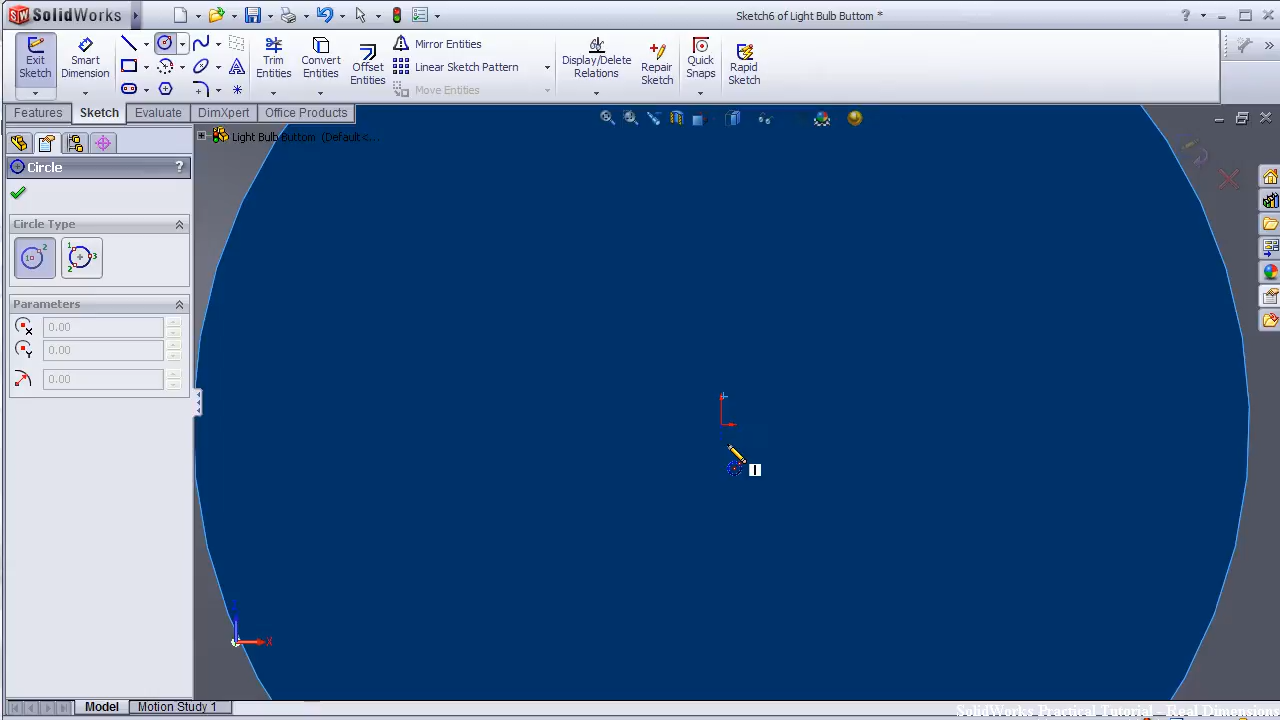 SW SolidWorks
Sketch6 of Light Bulb Buttom *
?
Exit Sketch
Smart Dimension
Trim Entities
Convert Entities
Offset Entities
Mirror Entities
Linear Sketch Pattern
Move Entities
Display/Delete Relations
Repair Sketch
Quick Snaps
Rapid Sketch
Features
Sketch
Evaluate
DimXpert
Office Products
Light Bulb Buttom (Default<...
Circle
?
Circle Type
Parameters
0.00
0.00
0.00
X
Model
Motion Study 1
SolidWorks Practical Tutorial - Real Dimensions